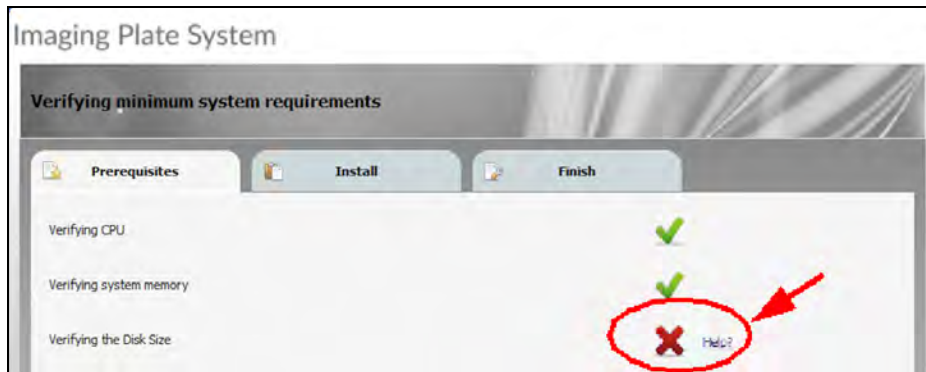 Imaging Plate System
Verifying minimum system requirements
Prerequisites Install Finish
Verifying CPU
Verifying system memory
Verifying the Disk Size Help?